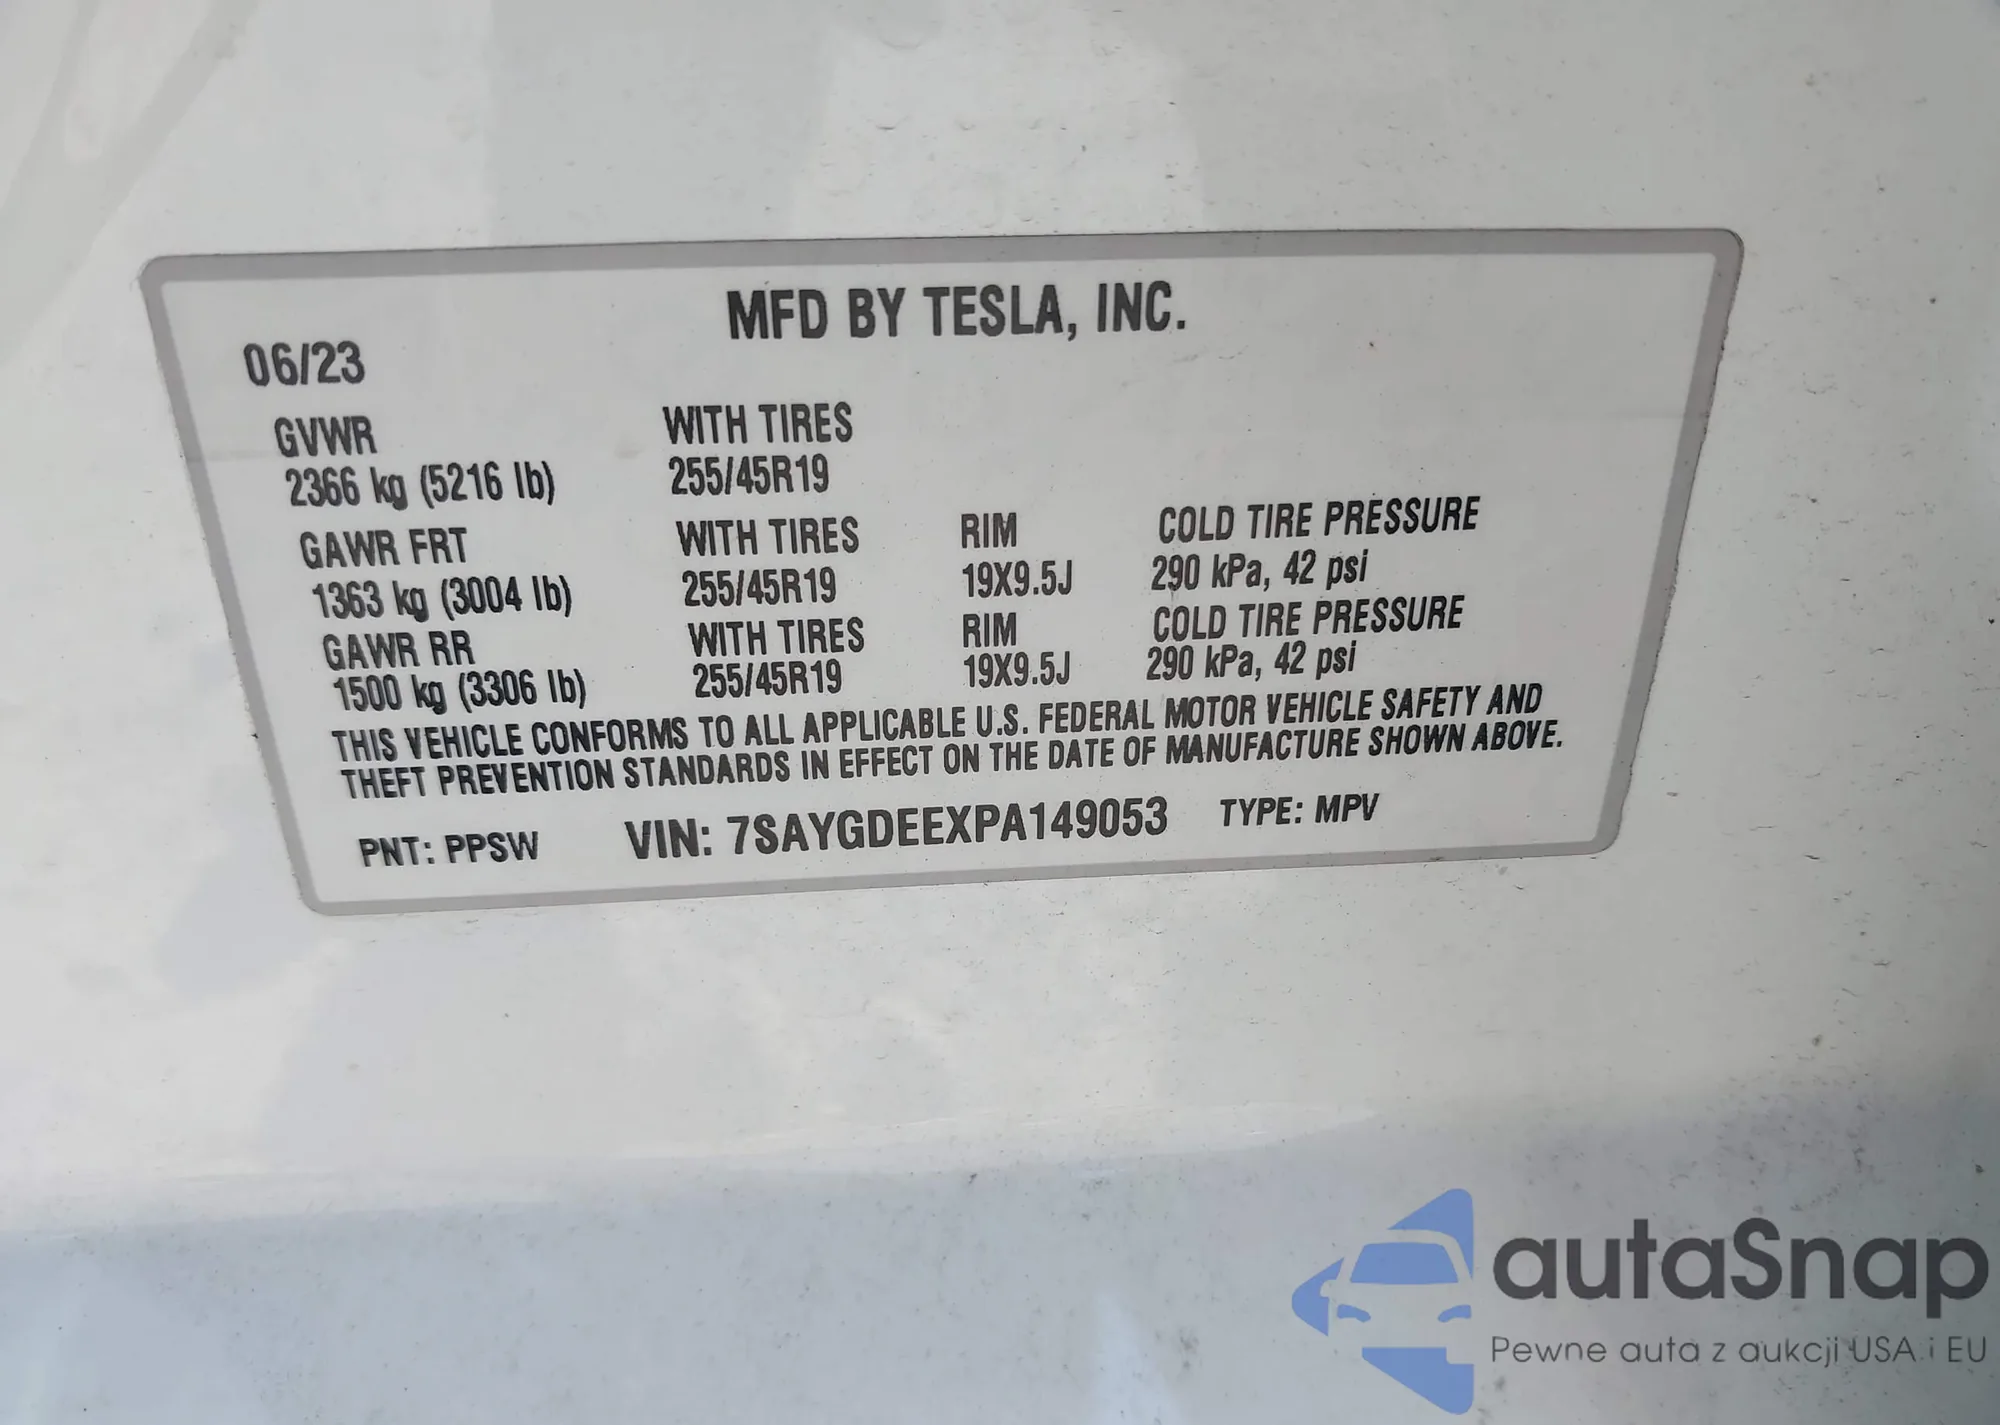 MFD BY TESLA, INC.
06/23
GVWR WITH TIRES
2366 kg (5216 lb) 255/45R19
GAWR FRT WITH TIRES RIM COLD TIRE PRESSURE
1363 kg (3004 lb) 255/45R19 19X9.5J 290 kPa, 42 psi
GAWR RR WITH TIRES RIM COLD TIRE PRESSURE
1500 kg (3306 lb) 255/45R19 19X9.5J 290 kPa, 42 psi
THIS VEHICLE CONFORMS TO ALL APPLICABLE U.S. FEDERAL MOTOR VEHICLE SAFETY AND
THEFT PREVENTION STANDARDS IN EFFECT ON THE DATE OF MANUFACTURE SHOWN ABOVE.
PNT: PPSW VIN: 7SAYGDEEXPA149053 TYPE: MPV
autaSnap
Pewne auta z aukcji USA i EU